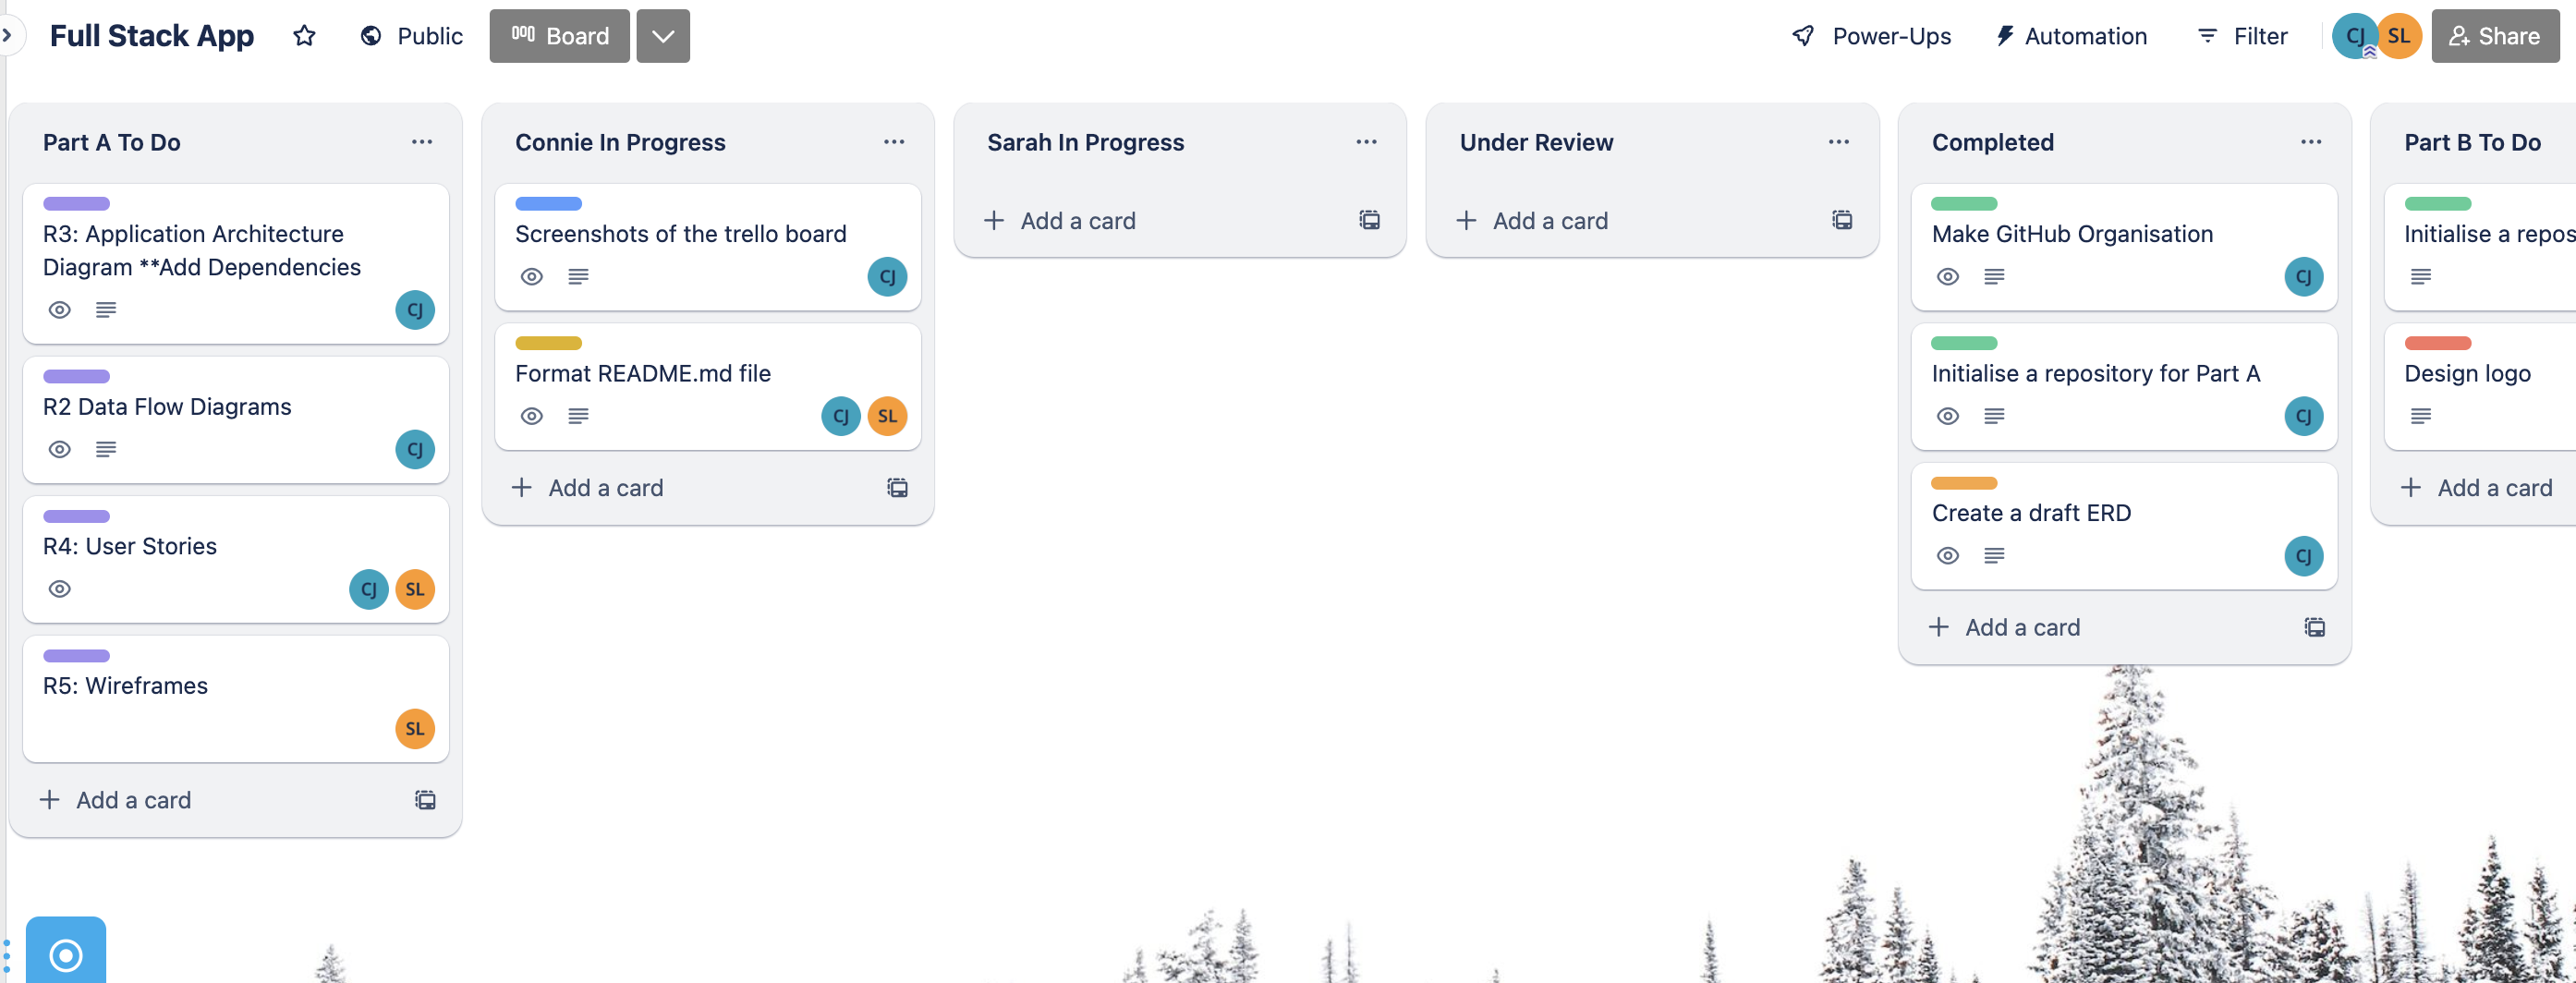 Full Stack App
Public
Board
Power-Ups
Automation
Filter
CJ
SL
Share
Part A To Do
R3: Application Architecture
Diagram **Add Dependencies
CJ
R2 Data Flow Diagrams
CJ
R4: User Stories
CJ
SL
R5: Wireframes
SL
Add a card
Connie In Progress
Screenshots of the trello board
CJ
Format README.md file
CJ
SL
Add a card
Sarah In Progress
Add a card
Under Review
Add a card
Completed
Make GitHub Organisation
CJ
Initialise a repository for Part A
CJ
Create a draft ERD
CJ
Add a card
Part B To Do
Initialise a repos
Design logo
Add a card